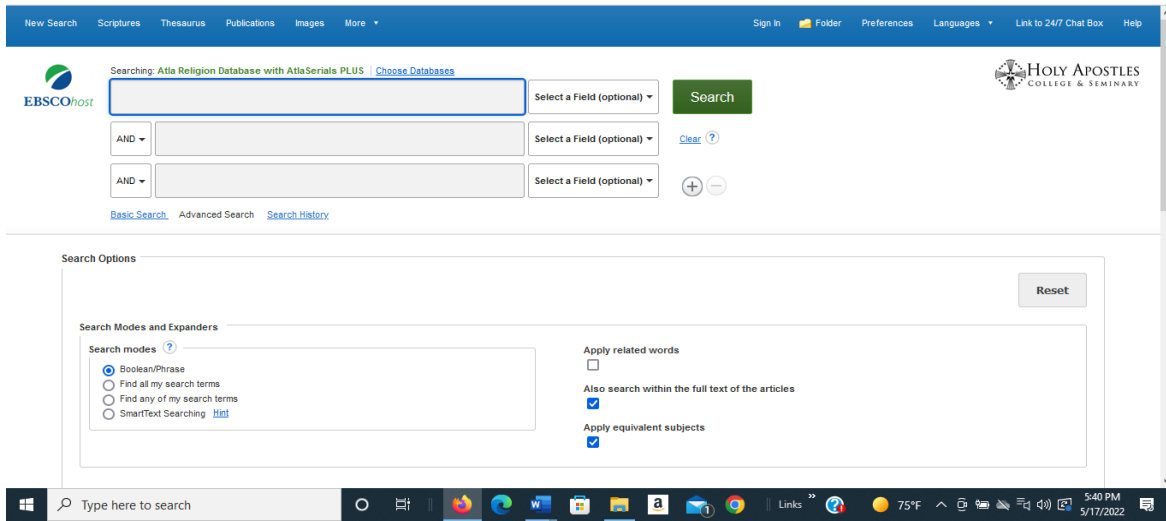 New Search Scriptures Thesaurus Publications Images More Sign In Folder Preferences Languages Link to 24/7 Chat Box Help
Searching: Atla Religion Database with AtlaSerials PLUS Choose Databases
EBSCOhost
Select a Field (optional)
Search
HOLY APOSTLES
COLLEGE & SEMINARY
AND Select a Field (optional) Clear ?
AND Select a Field (optional)
Basic Search Advanced Search Search History
Search Options
Reset
Search Modes and Expanders
Search modes ?
Boolean/Phrase
Find all my search terms
Find any of my search terms
SmartText Searching Hint
Apply related words
Also search within the full text of the articles
Apply equivalent subjects
Type here to search W a 1 Links " ? 75°F 5:40 PM
5/17/2022